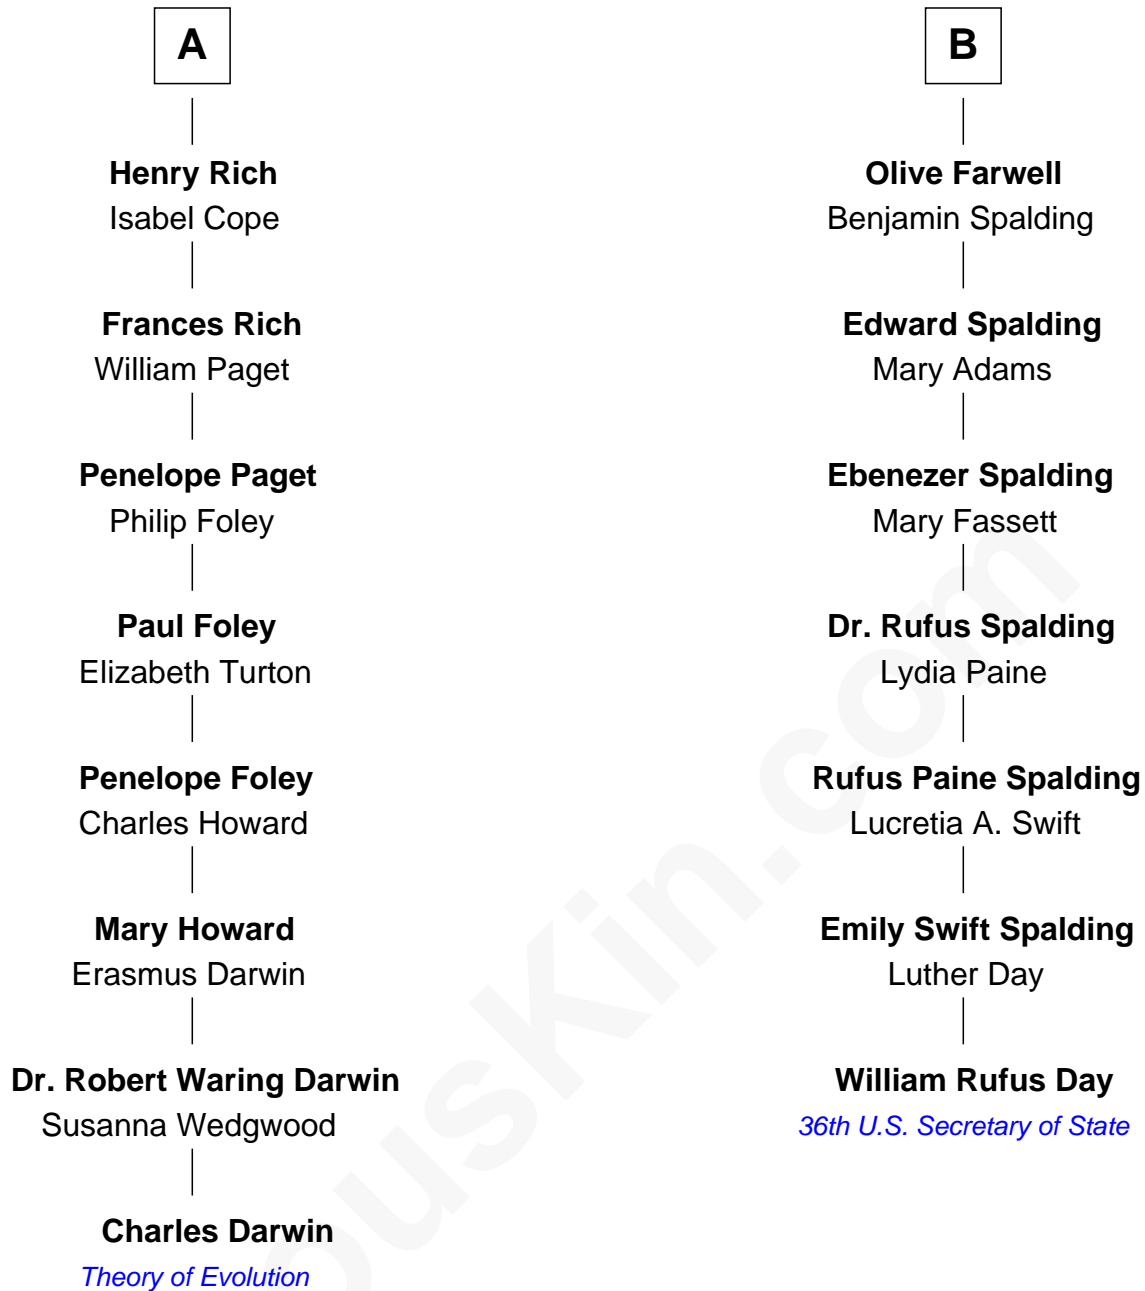 A
Henry Rich
Isabel Cope
Frances Rich
William Paget
Penelope Paget
Philip Foley
Paul Foley
Elizabeth Turton
Penelope Foley
Charles Howard
Mary Howard
Erasmus Darwin
Dr. Robert Waring Darwin
Susanna Wedgwood
Charles Darwin
Theory of Evolution
B
Olive Farwell
Benjamin Spalding
Edward Spalding
Mary Adams
Ebenezer Spalding
Mary Fassett
Dr. Rufus Spalding
Lydia Paine
Rufus Paine Spalding
Lucretia A. Swift
Emily Swift Spalding
Luther Day
William Rufus Day
36th U.S. Secretary of State
ousKin.com